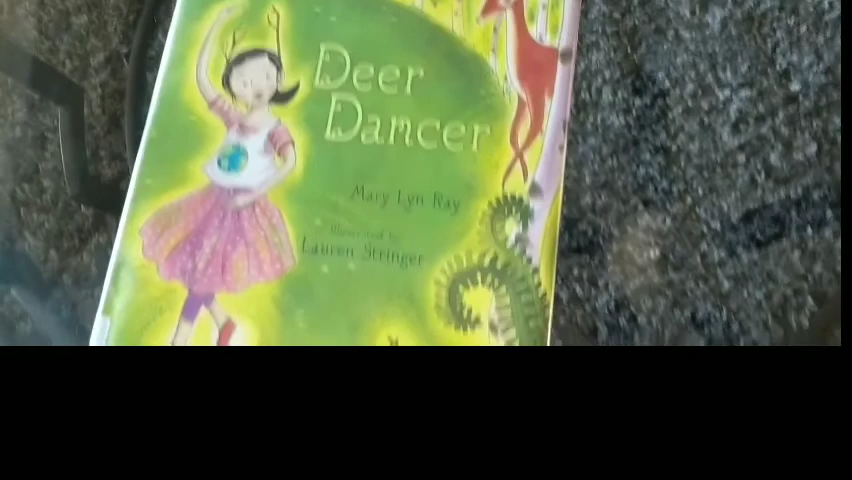 Deer
Dancer
Mary Lyn Ray
Illustrated by
Lauren Stringer